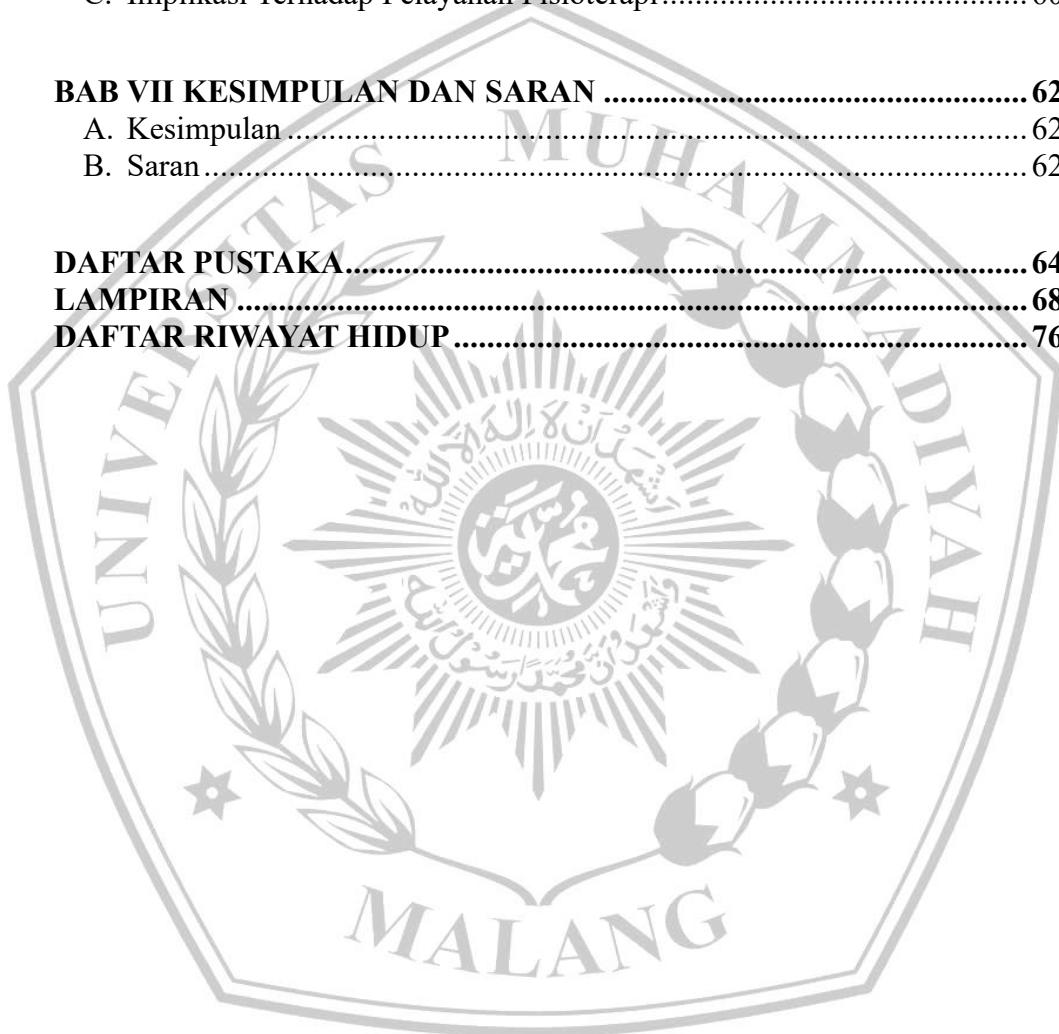 C. Implikasi Terhadap Pelayanan Fisioterapi.............................................. 60
BAB VII KESIMPULAN DAN SARAN ..................................................... 62
A. Kesimpulan ............................................................................................. 62
B. Saran........................................................................................................ 62
DAFTAR PUSTAKA..................................................................................... 64
LAMPIRAN ................................................................................................... 68
DAFTAR RIWAYAT HIDUP........................................................................ 76
UNIVERSITAS MUHAMMADIYAH
MALANG